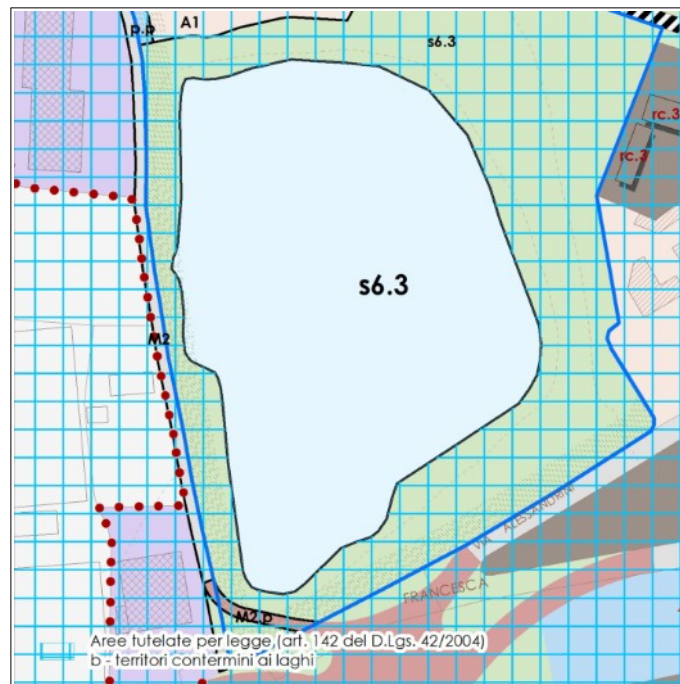 A1
P.P
s6.3
rc.3
rc.3
s6.3
M2
VIA ALESSANDRINI
FRANCESCA
M2.p
Aree tutelate per legge (art. 142 del D.Lgs. 42/2004)
b - territori contermini ai laghi